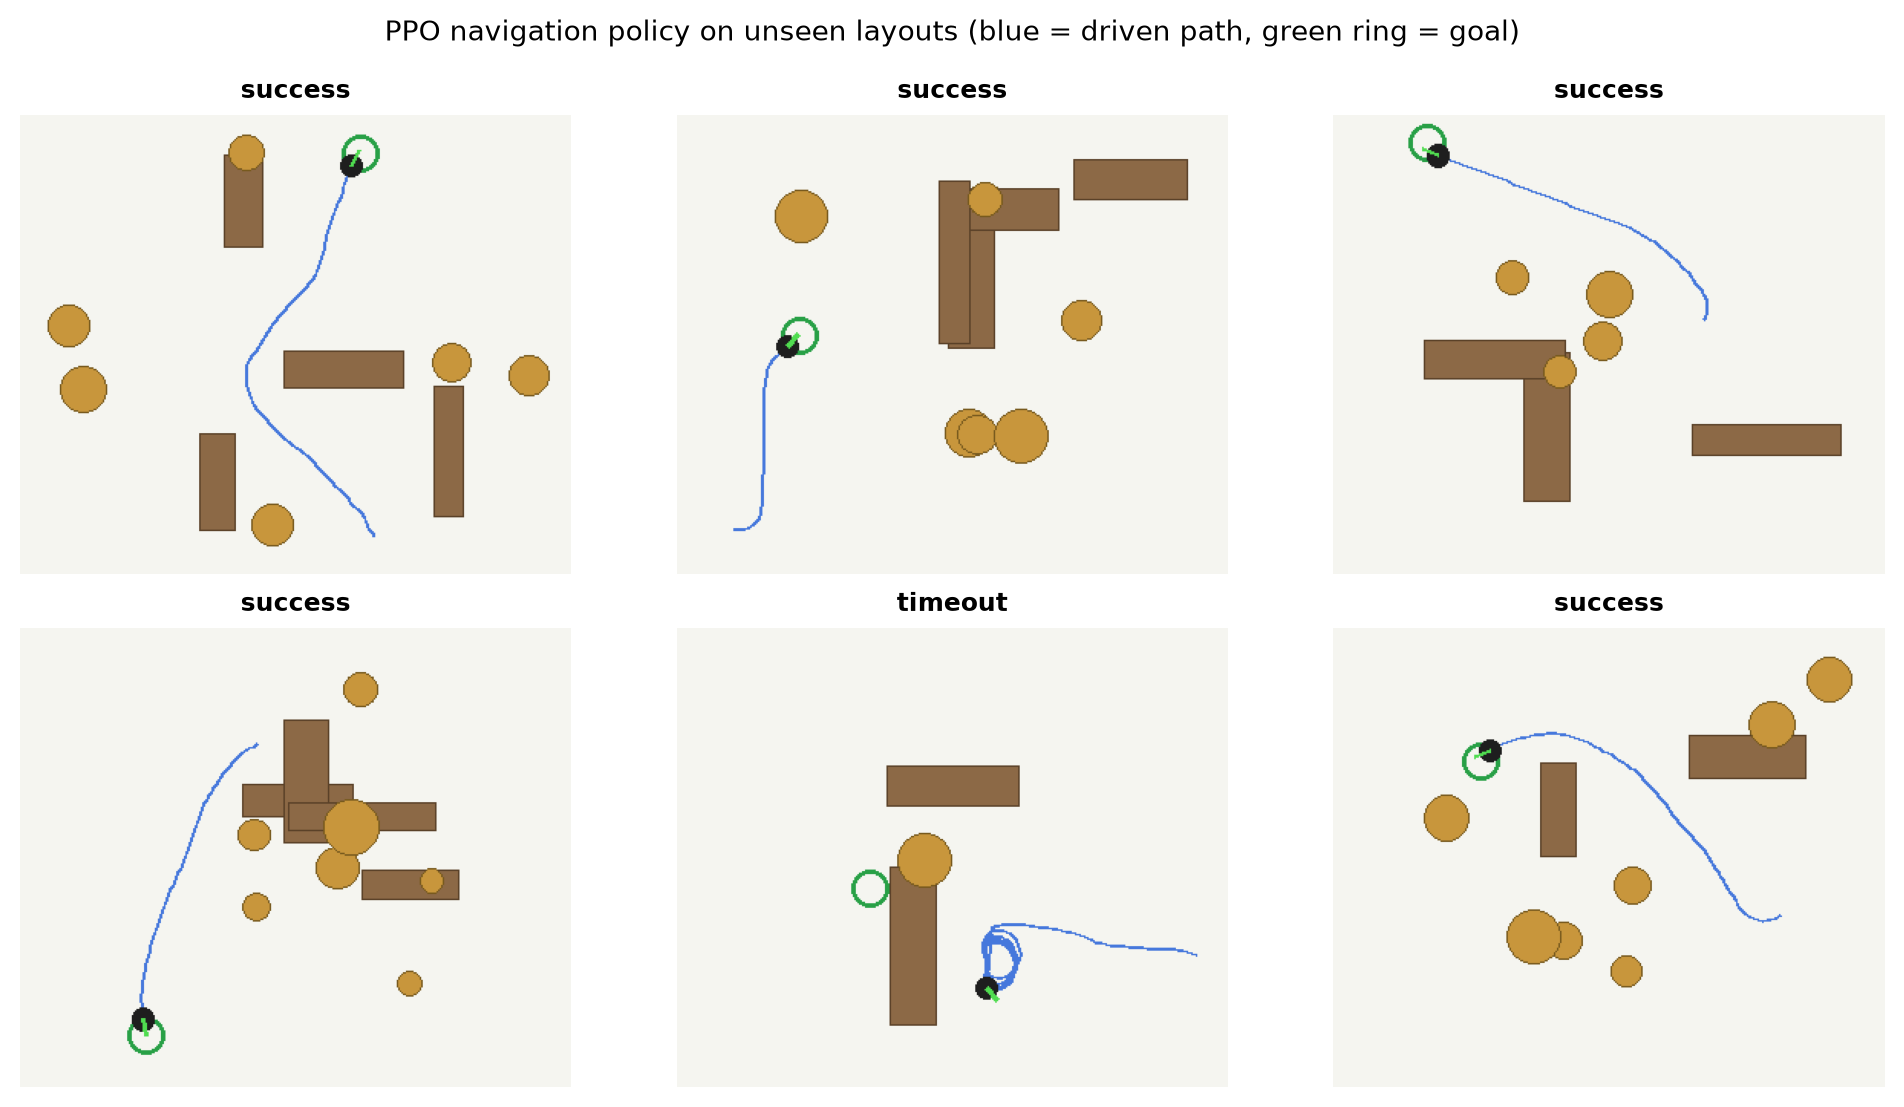 PPO navigation policy on unseen layouts (blue = driven path, green ring = goal)
success
success
success
success
timeout
success